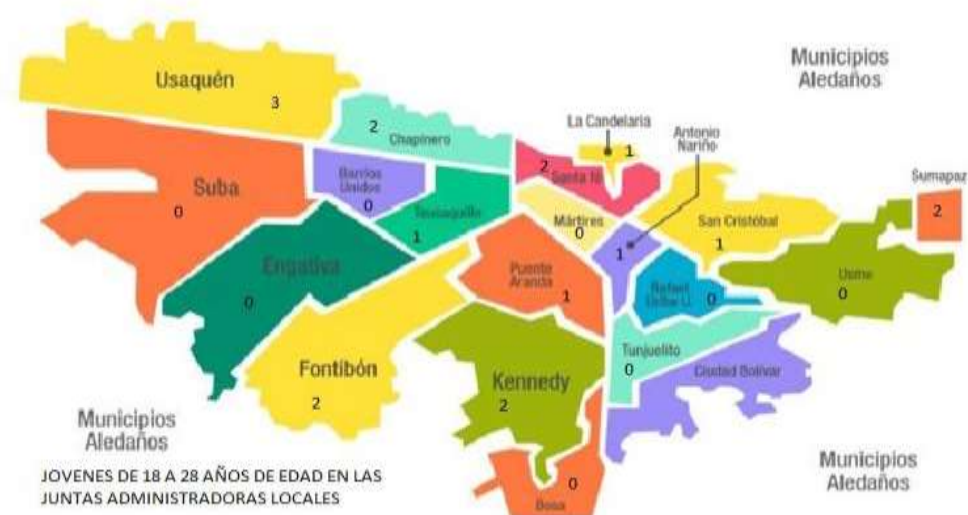 Municipios
Aledaños
Usaquén
3
2
Chapinero
La Candelaria
1
Antonio
Nariño
2
Santa fé
Barrios
Unidos
0
Suba
0
Teusaquillo
1
Mártires
0
1
San Cristóbal
1
Sumapaz
2
Engativa
0
Puente
Aranda
1
Rafael
Uribe U.
0
Usme
0
Fontibón
2
Kennedy
2
Tunjuelito
0
Ciudad Bolívar
Bosa
0
Municipios
Aledaños
Municipios
Aledaños
JOVENES DE 18 A 28 AÑOS DE EDAD EN LAS
JUNTAS ADMINISTRADORAS LOCALES